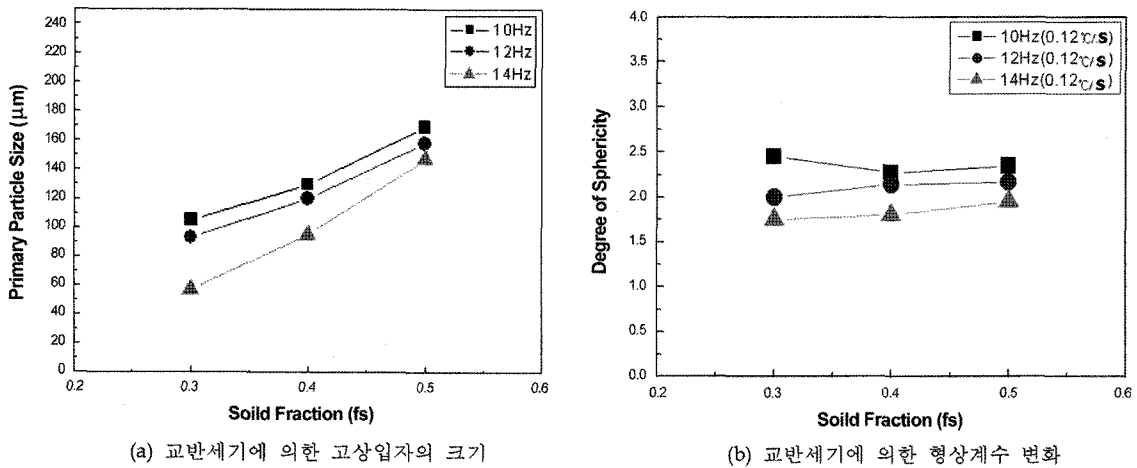 240
220
200
180
160
140
120
100
80
60
40
20
0
Primary Particle Size (μm)
10Hz
12Hz
14Hz
0.2
0.3
0.4
0.5
0.6
Soild Fraction (fs)
(a) 교반세기에 의한 고상입자의 크기
4.0
3.5
3.0
2.5
2.0
1.5
1.0
0.5
0.0
Degree of Sphericity
10Hz(0.12℃/s)
12Hz(0.12℃/s)
14Hz(0.12℃/s)
0.2
0.3
0.4
0.5
0.6
Soild Fraction (fs)
(b) 교반세기에 의한 형상계수 변화